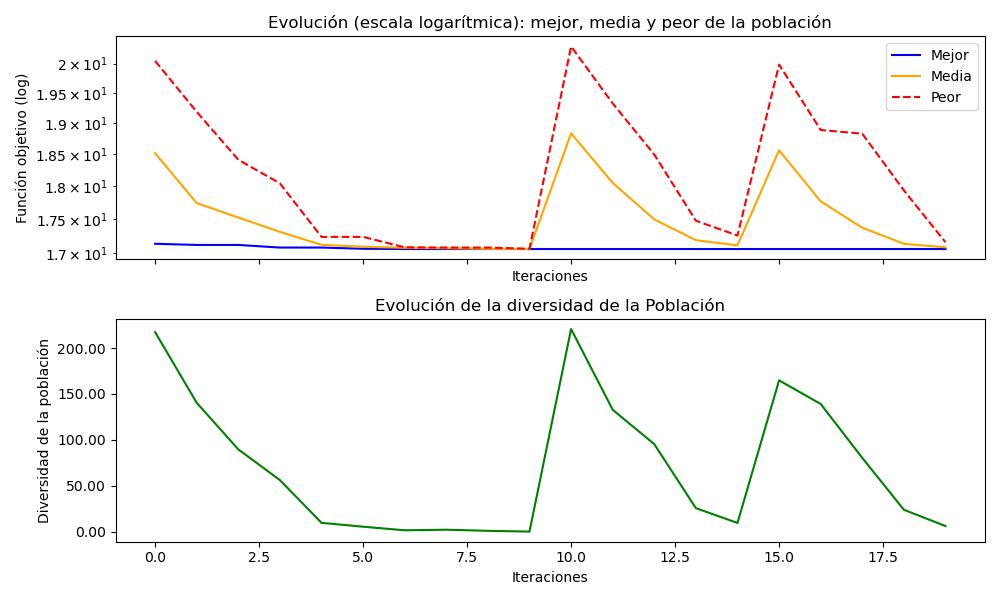 Evolución (escala logarítmica): mejor, media y peor de la población
Función objetivo (log)
2 × 10¹
1.95 × 10¹
1.9 × 10¹
1.85 × 10¹
1.8 × 10¹
1.75 × 10¹
1.7 × 10¹
Mejor
Media
Peor
Iteraciones
Evolución de la diversidad de la Población
Diversidad de la población
200.00
150.00
100.00
50.00
0.00
0.0 2.5 5.0 7.5 10.0 12.5 15.0 17.5
Iteraciones